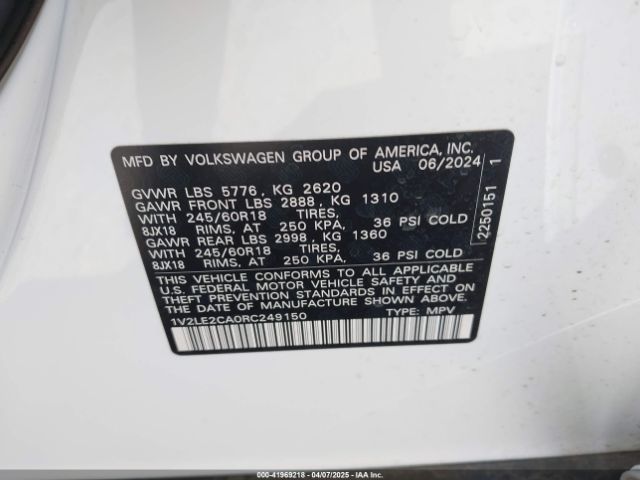 MFD BY VOLKSWAGEN GROUP OF AMERICA, INC.
USA 06/2024
GVWR LBS 5776, KG 2620
GAWR FRONT LBS 2888, KG 1310
WITH 245/60R18 TIRES,
8JX18 RIMS, AT 250 KPA, 36 PSI COLD
GAWR REAR LBS 2998, KG 1360
WITH 245/60R18 TIRES,
8JX18 RIMS, AT 250 KPA, 36 PSI COLD
THIS VEHICLE CONFORMS TO ALL APPLICABLE
U.S. FEDERAL MOTOR VEHICLE SAFETY AND
THEFT PREVENTION STANDARDS IN EFFECT ON
THE DATE OF MANUFACTURE SHOWN ABOVE.
1V2LE2CA0RC249150 TYPE: MPV
2250151 1
000-41969218 - 04/07/2025 - IAA Inc.